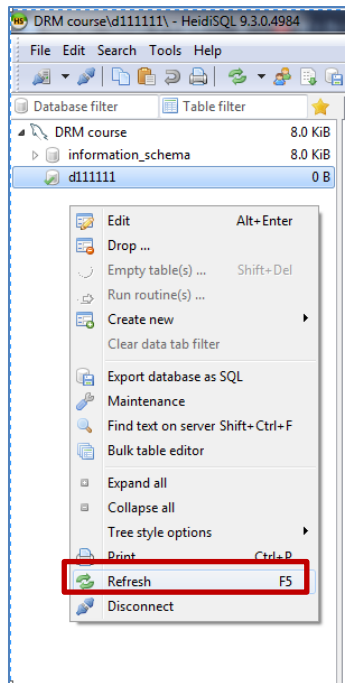 DRM course\d111111\ - HeidiSQL 9.3.0.4984
File Edit Search Tools Help
Database filter Table filter
DRM course 8.0 KiB
information_schema 8.0 KiB
d111111 0 B
Edit Alt+Enter
Drop ...
Empty table(s) ... Shift+Del
Run routine(s) ...
Create new
Clear data tab filter
Export database as SQL
Maintenance
Find text on server Shift+Ctrl+F
Bulk table editor
Expand all
Collapse all
Tree style options
Print... Ctrl+P
Refresh F5
Disconnect